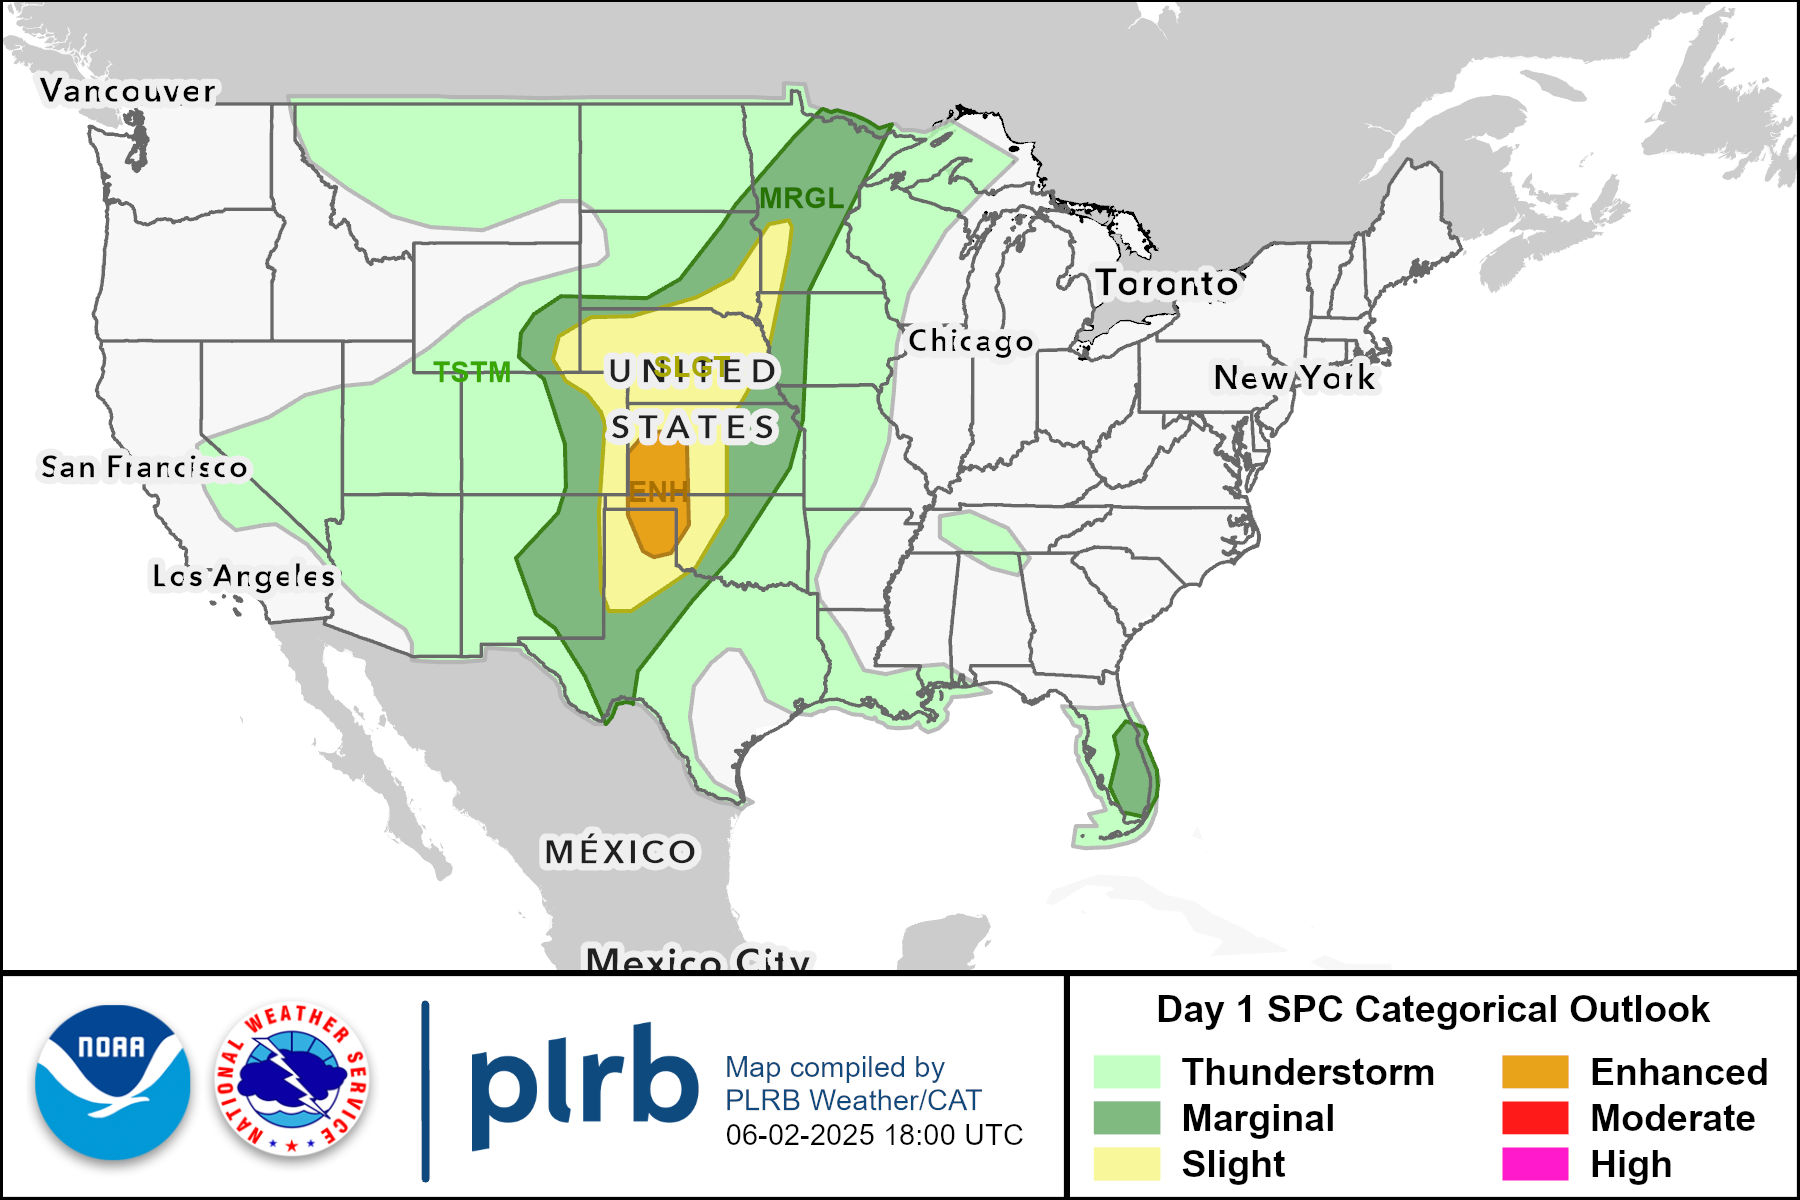 Vancouver
MRGL
Toronto
Chicago
TSTM
SLGT
UNITED
New York
STATES
San Francisco
ENH
Los Angeles
MÉXICO
Mexico City
NOAA
NATIONAL WEATHER SERVICE
plrb
Map compiled by
PLRB Weather/CAT
06-02-2025 18:00 UTC
Day 1 SPC Categorical Outlook
Thunderstorm
Marginal
Slight
Enhanced
Moderate
High